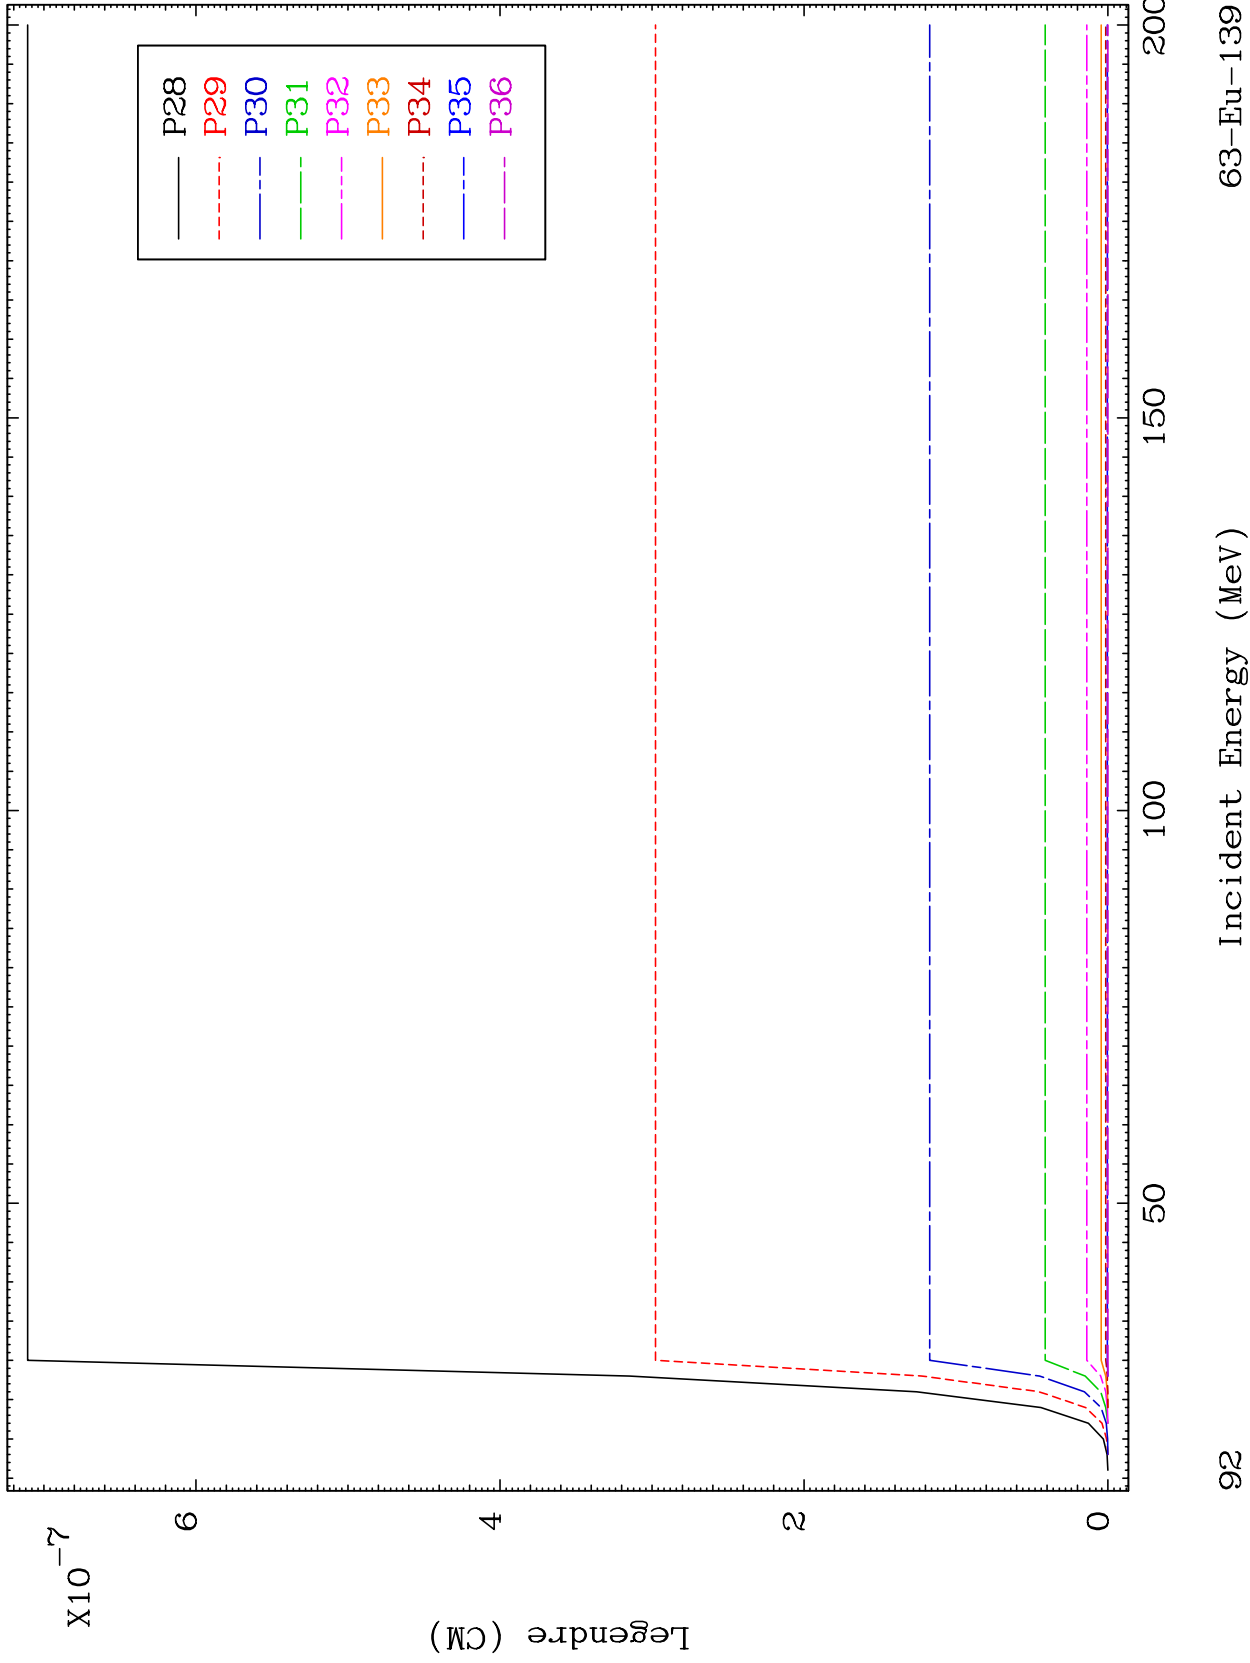 X10-7
Legendre (CM)
6
4
2
0
P28
P29
P30
P31
P32
P33
P34
P35
P36
50
100
150
200
Incident Energy (MeV)
92
63-Eu-139